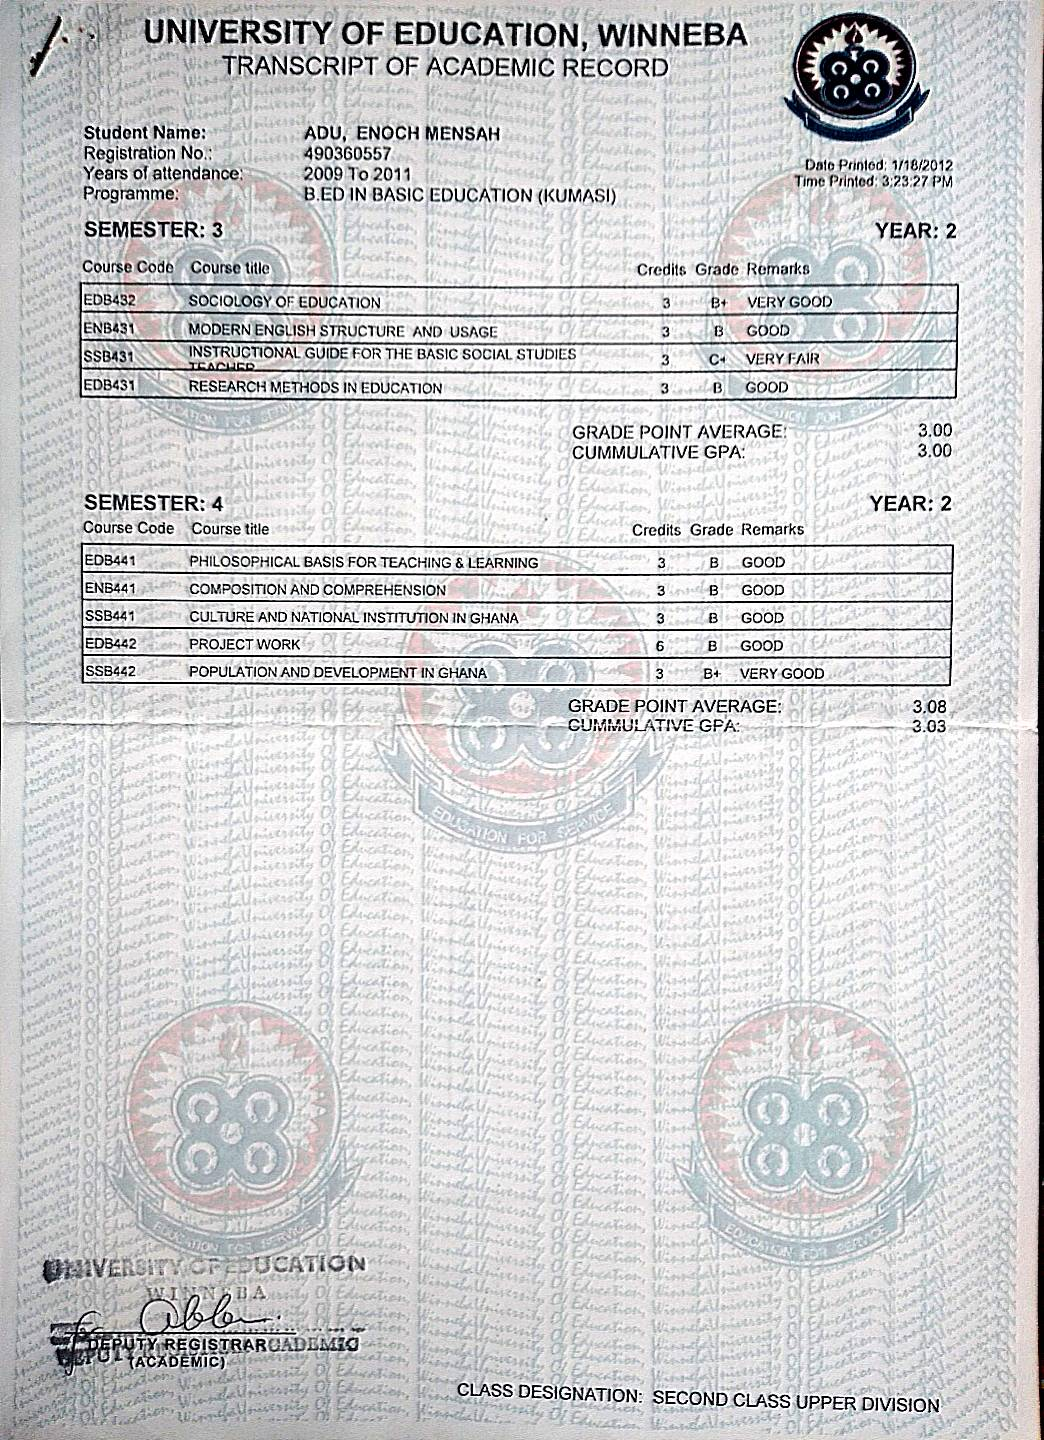 UNIVERSITY OF EDUCATION, WINNEBA
TRANSCRIPT OF ACADEMIC RECORD
Student Name: ADU, ENOCH MENSAH
Registration No.: 490360557
Years of attendance: 2009 To 2011
Programme: B.ED IN BASIC EDUCATION (KUMASI)
Date Printed: 1/18/2012
Time Printed: 3:23:27 PM
SEMESTER: 3 YEAR: 2
Course Code Course title Credits Grade Remarks
EDB432 SOCIOLOGY OF EDUCATION 3 B+ VERY GOOD
ENB431 MODERN ENGLISH STRUCTURE AND USAGE 3 B GOOD
SSB431 INSTRUCTIONAL GUIDE FOR THE BASIC SOCIAL STUDIES 3 C+ VERY FAIR
TEACHER
EDB431 RESEARCH METHODS IN EDUCATION 3 B GOOD
GRADE POINT AVERAGE: 3.00
CUMMULATIVE GPA: 3.00
SEMESTER: 4 YEAR: 2
Course Code Course title Credits Grade Remarks
EDB441 PHILOSOPHICAL BASIS FOR TEACHING & LEARNING 3 B GOOD
ENB441 COMPOSITION AND COMPREHENSION 3 B GOOD
SSB441 CULTURE AND NATIONAL INSTITUTION IN GHANA 3 B GOOD
EDB442 PROJECT WORK 6 B GOOD
SSB442 POPULATION AND DEVELOPMENT IN GHANA 3 B+ VERY GOOD
GRADE POINT AVERAGE: 3.08
CUMMULATIVE GPA: 3.03
EDUCATION FOR SERVICE
EDUCATION FOR SERVICE
EDUCATION FOR SERVICE
UNIVERSITY OF EDUCATION
WINNEBA
DEPUTY REGISTRAR
(ACADEMIC)
CLASS DESIGNATION: SECOND CLASS UPPER DIVISION